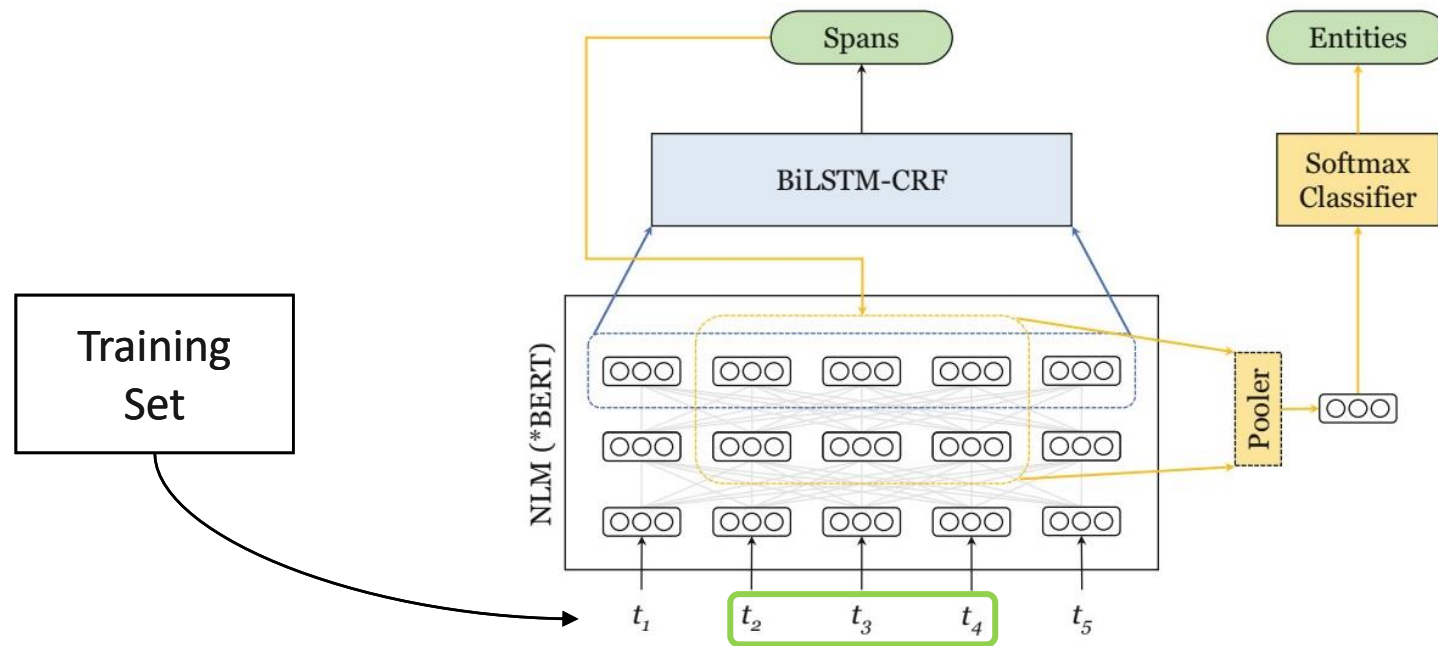 Spans
Entities
BiLSTM-CRF
Softmax
Classifier
Training
Set
NLM (*BERT)
Pooler
t₁ t₂ t₃ t₄ t₅